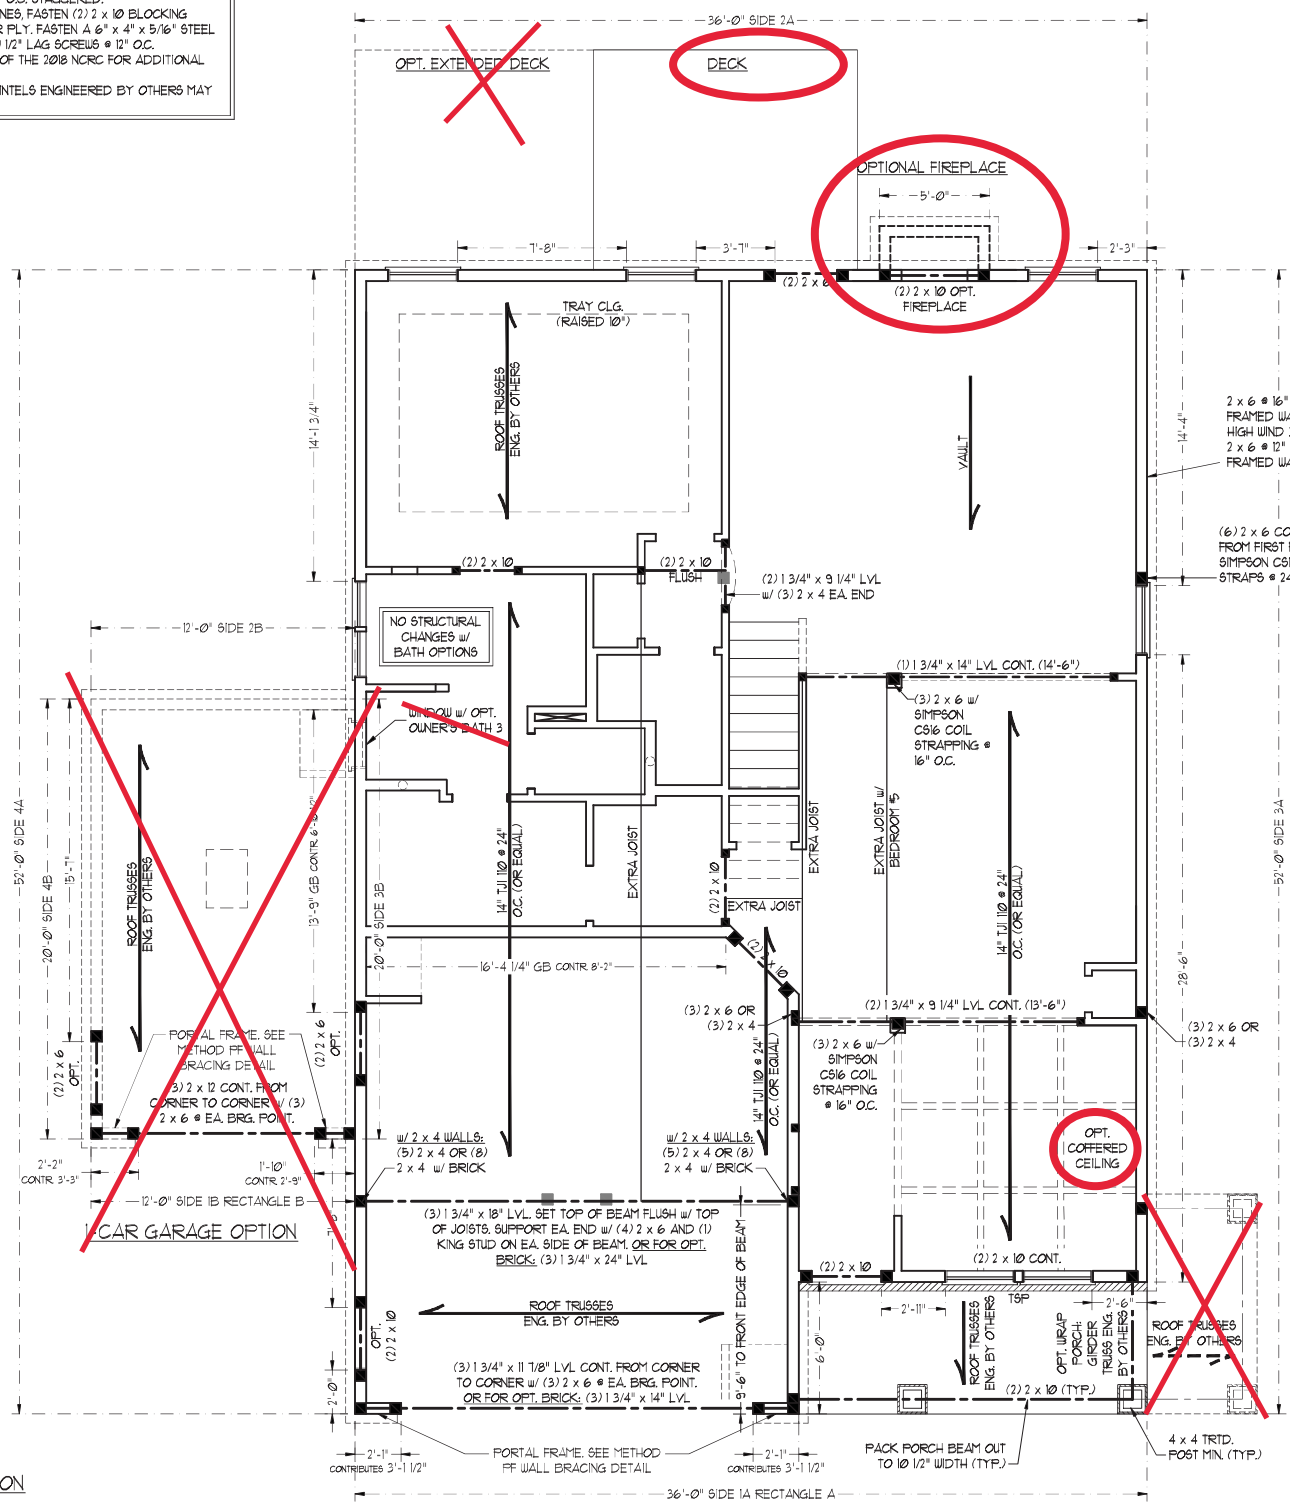 O.C. STAGGERED.
NES, FASTEN (2) 2 x 10 BLOCKING
R PLY. FASTEN A 6" x 4" x 5/16" STEEL
1/2" LAG SCREWS @ 12" O.C.
OF THE 2018 NCRC FOR ADDITIONAL
INTELS ENGINEERED BY OTHERS MAY
36'-0" SIDE 2A
OPT. EXTENDED DECK
DECK
OPTIONAL FIREPLACE
5'-0"
7'-8"
3'-7"
2'-3"
(2) 2 x 6
(2) 2 x 10 OPT.
FIREPLACE
TRAY CLG.
(RAISED 10")
ROOF TRUSSES
ENG. BY OTHERS
14'-1 3/4"
VAULT
14'-4"
2 x 6 @ 16"
FRAMED WA
HIGH WIND
2 x 6 @ 12"
FRAMED WA
(6) 2 x 6 CO
FROM FIRST
SIMPSON CS1
STRAPS @ 24
(2) 2 x 10
(2) 2 x 10
FLUSH
(2) 1 3/4" x 9 1/4" LVL
w/ (3) 2 x 4 EA. END
NO STRUCTURAL
CHANGES w/
BATH OPTIONS
12'-0" SIDE 2B
(1) 1 3/4" x 14" LVL CONT. (14'-6")
(3) 2 x 6 w/
SIMPSON
CS16 COIL
STRAPPING @
16" O.C.
WINDOW w/ OPT.
OWNER'S BATH 3
52'-0" SIDE 4A
20'-0" SIDE 4B
15'-7"
ROOF TRUSSES
ENG. BY OTHERS
13'-9" GB CONTR. 6'-10 1/2"
20'-0" SIDE 3B
14" TJI 110 @ 24"
O.C. (OR EQUAL)
EXTRA JOIST
(2) 2 x 10
EXTRA JOIST
EXTRA JOIST
EXTRA JOIST w/
BEDROOM #5
14" TJI 110 @ 24"
O.C. (OR EQUAL)
52'-0" SIDE 3A
28'-6"
16'-4 1/4" GB CONTR. 8'-2"
(2) 2 x 10
(2) 1 3/4" x 9 1/4" LVL CONT. (13'-6")
(3) 2 x 6 OR
(3) 2 x 4
(3) 2 x 6 OR
(3) 2 x 4
(3) 2 x 6 w/
SIMPSON
CS16 COIL
STRAPPING
@ 16" O.C.
14" TJI 110 @ 24"
O.C. (OR EQUAL)
PORTAL FRAME. SEE
METHOD PF WALL
BRACING DETAIL
(2) 2 x 6
OPT.
(2) 2 x 6
OPT.
(3) 2 x 12 CONT. FROM
CORNER TO CORNER w/ (3)
2 x 6 @ EA. BRG. POINT.
w/ 2 x 4 WALLS:
(5) 2 x 4 OR (8)
2 x 4 w/ BRICK
w/ 2 x 4 WALLS:
(5) 2 x 4 OR (8)
2 x 4 w/ BRICK
OPT.
COFFERED
CEILING
2'-2"
CONTR. 3'-3"
1'-10"
CONTR. 2'-9"
12'-0" SIDE 1B RECTANGLE B
1-CAR GARAGE OPTION
(3) 1 3/4" x 18" LVL. SET TOP OF BEAM FLUSH w/ TOP
OF JOISTS. SUPPORT EA. END w/ (4) 2 x 6 AND (1)
KING STUD ON EA. SIDE OF BEAM. OR FOR OPT.
BRICK: (3) 1 3/4" x 24" LVL
9'-6" TO FRONT EDGE OF BEAM
(2) 2 x 10
(2) 2 x 10 CONT.
TSP
2'-11"
2'-6"
6'-0"
ROOF TRUSSES
ENG. BY OTHERS
OPT.
(2) 2 x 10
2'-0"
ROOF TRUSSES
ENG. BY OTHERS
OPT. WRAP
PORCH:
GIRDER
TRUSS ENG.
BY OTHERS
ROOF TRUSSES
ENG. BY OTHERS
(3) 1 3/4" x 11 7/8" LVL CONT. FROM CORNER
TO CORNER w/ (3) 2 x 6 @ EA. BRG. POINT.
OR FOR OPT. BRICK: (3) 1 3/4" x 14" LVL
(2) 2 x 10 (TYP.)
PORTAL FRAME. SEE METHOD
PF WALL BRACING DETAIL
2'-1"
CONTRIBUTES 3'-1 1/2"
2'-1"
CONTRIBUTES 3'-1 1/2"
PACK PORCH BEAM OUT
TO 10 1/2" WIDTH (TYP.)
4 x 4 TRTD.
POST MIN. (TYP.)
ON
36'-0" SIDE 1A RECTANGLE A